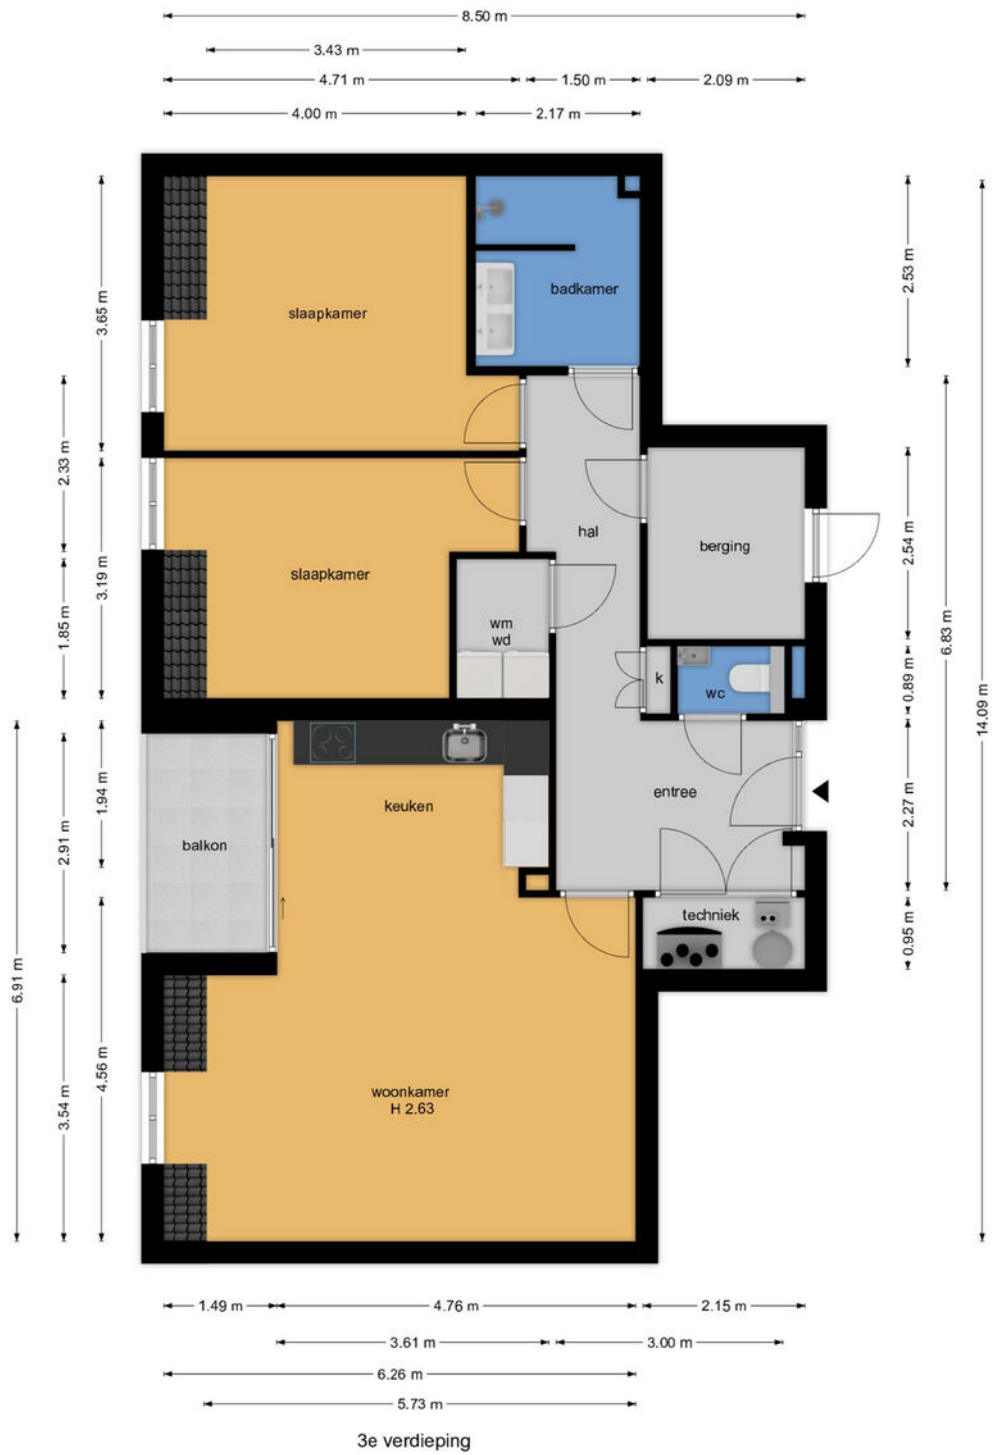 8.50 m
3.43 m
4.71 m
1.50 m
2.09 m
4.00 m
2.17 m
3.65 m
2.33 m
3.19 m
1.85 m
6.91 m
2.91 m
1.94 m
3.54 m
4.56 m
slaapkamer
badkamer
slaapkamer
hal
berging
wm
wd
k
wc
keuken
entree
balkon
techniek
woonkamer
H 2.63
2.53 m
2.54 m
6.83 m
0.89 m
14.09 m
2.27 m
0.95 m
1.49 m
4.76 m
2.15 m
3.61 m
3.00 m
6.26 m
5.73 m
3e verdieping